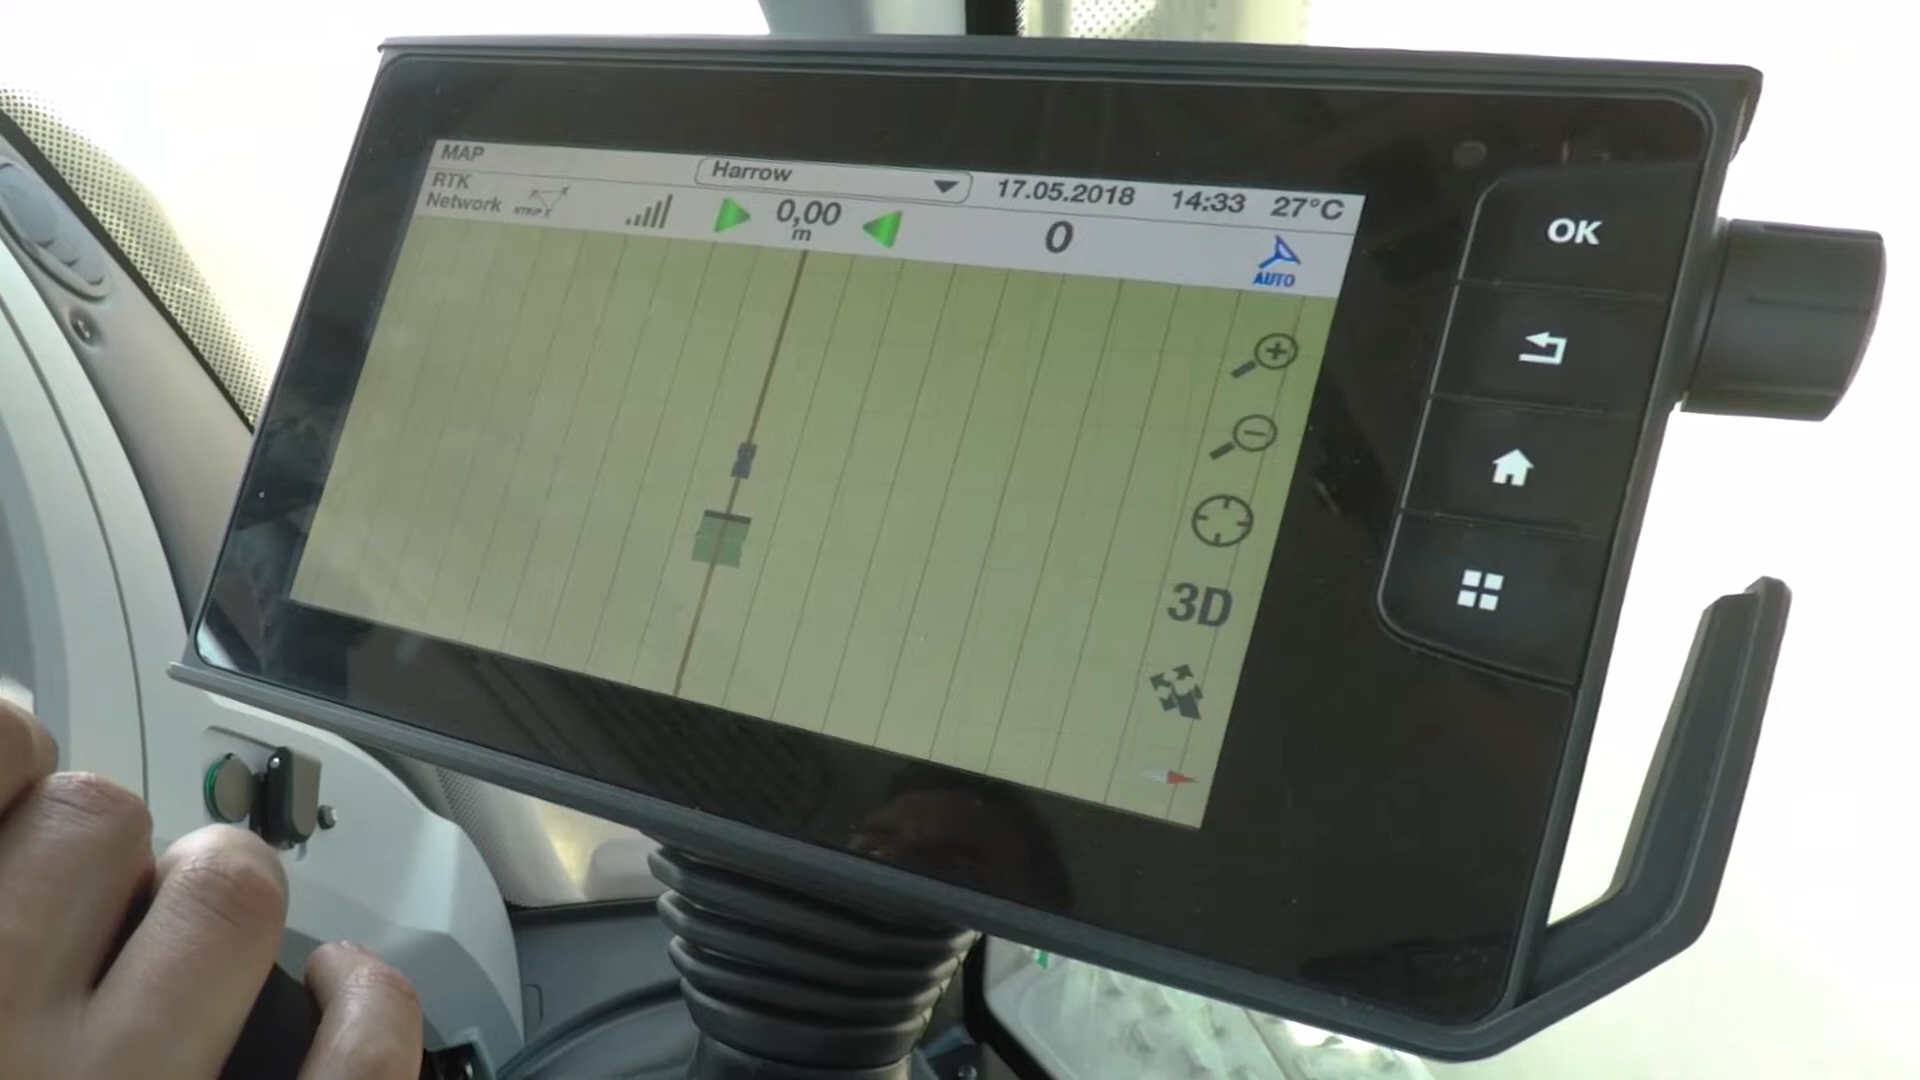 MAP
Harrow
17.05.2018 14:33 27°C
RTK
Network
0,00
m
0
AUTO
OK
3D